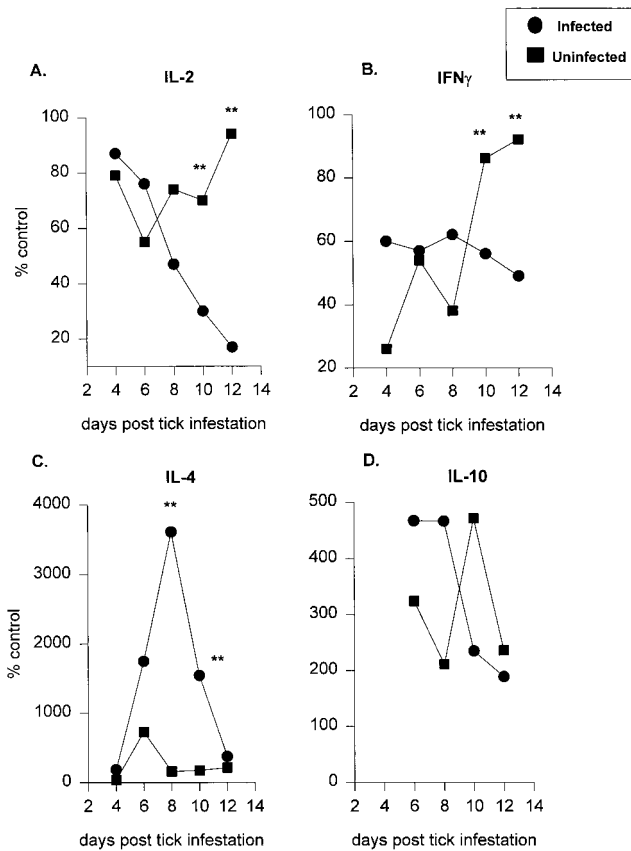 Infected
Uninfected
A.
IL-2
**
**
100
80
60
40
20
% control
2 4 6 8 10 12 14
days post tick infestation
B.
IFNγ
**
**
100
80
60
40
20
2 4 6 8 10 12 14
days post tick infestation
C.
IL-4
**
**
4000
3000
2000
1000
0
% control
2 4 6 8 10 12 14
days post tick infestation
D.
IL-10
500
400
300
200
100
0
2 4 6 8 10 12 14
days post tick infestation